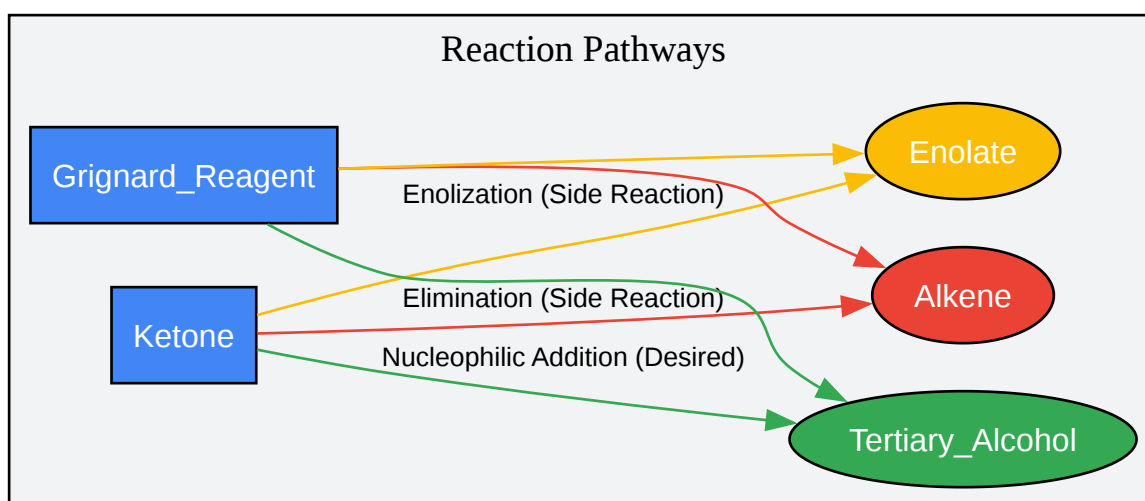 Reaction Pathways
Grignard_Reagent
Enolate
Enolization (Side Reaction)
Ketone
Elimination (Side Reaction)
Alkene
Nucleophilic Addition (Desired)
Tertiary_Alcohol